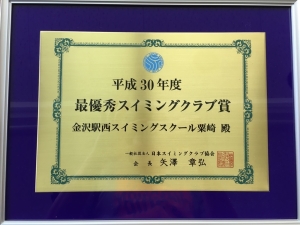 平成30年度
最優秀スイミングクラブ賞
金沢駅西スイミングスクール粟崎 殿
一般社団法人 日本スイミングクラブ協会
会長 矢澤 章弘